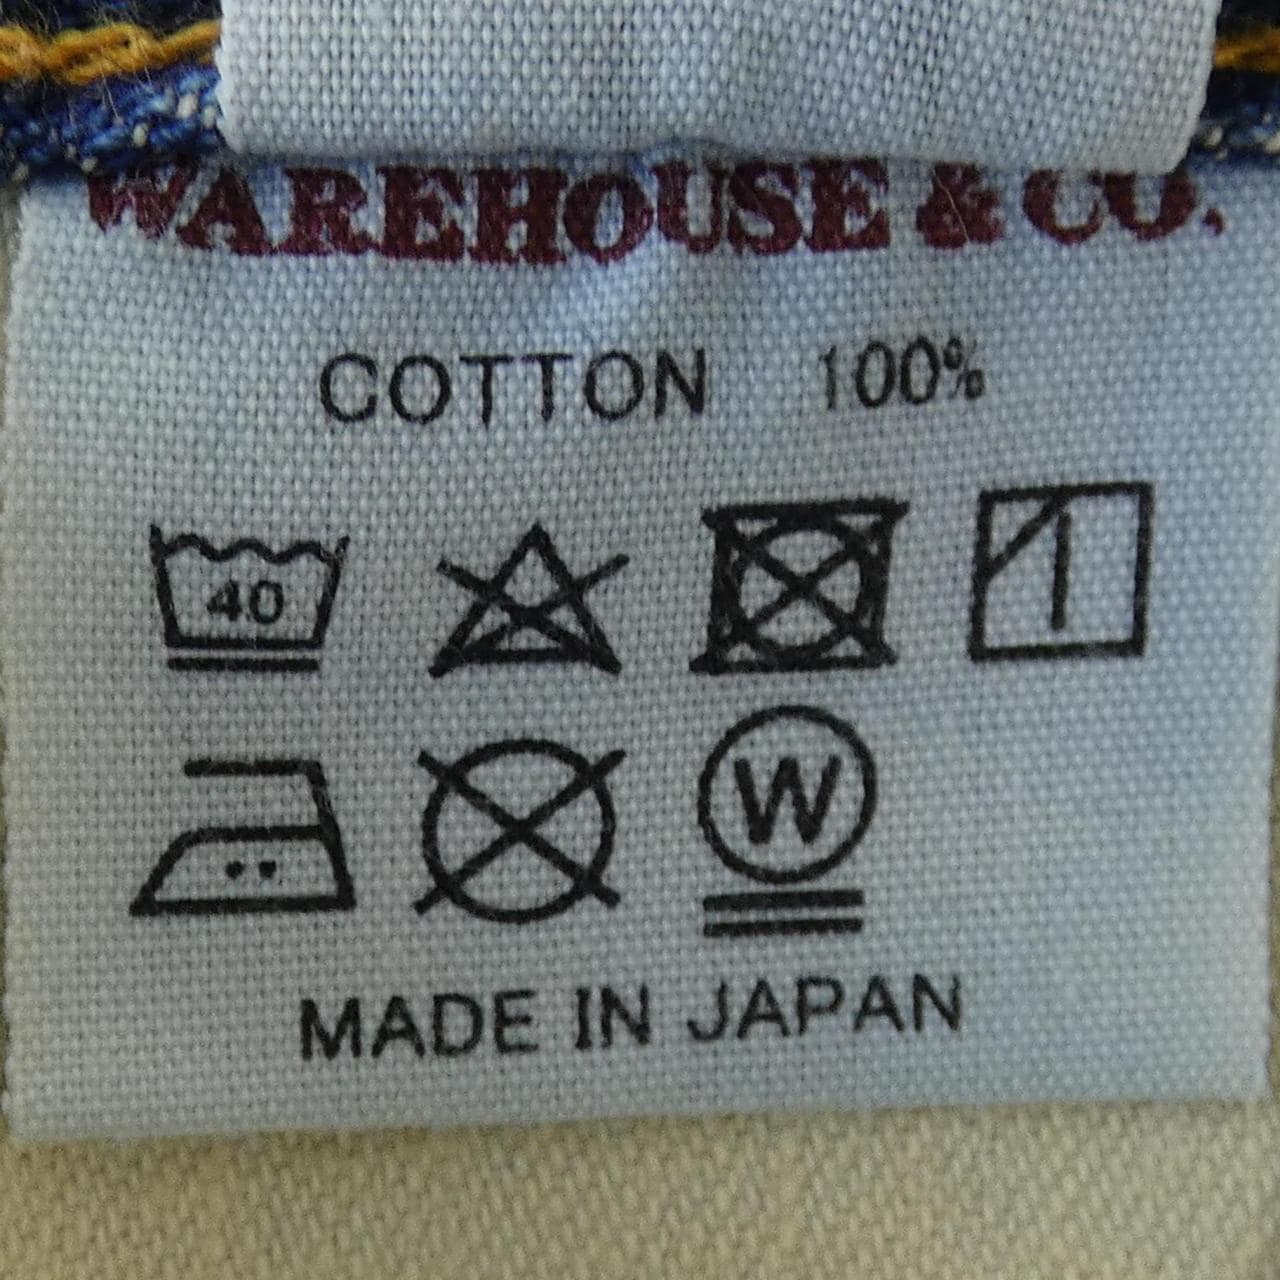 WAREHOUSE & CO.
COTTON 100%
40
W
MADE IN JAPAN